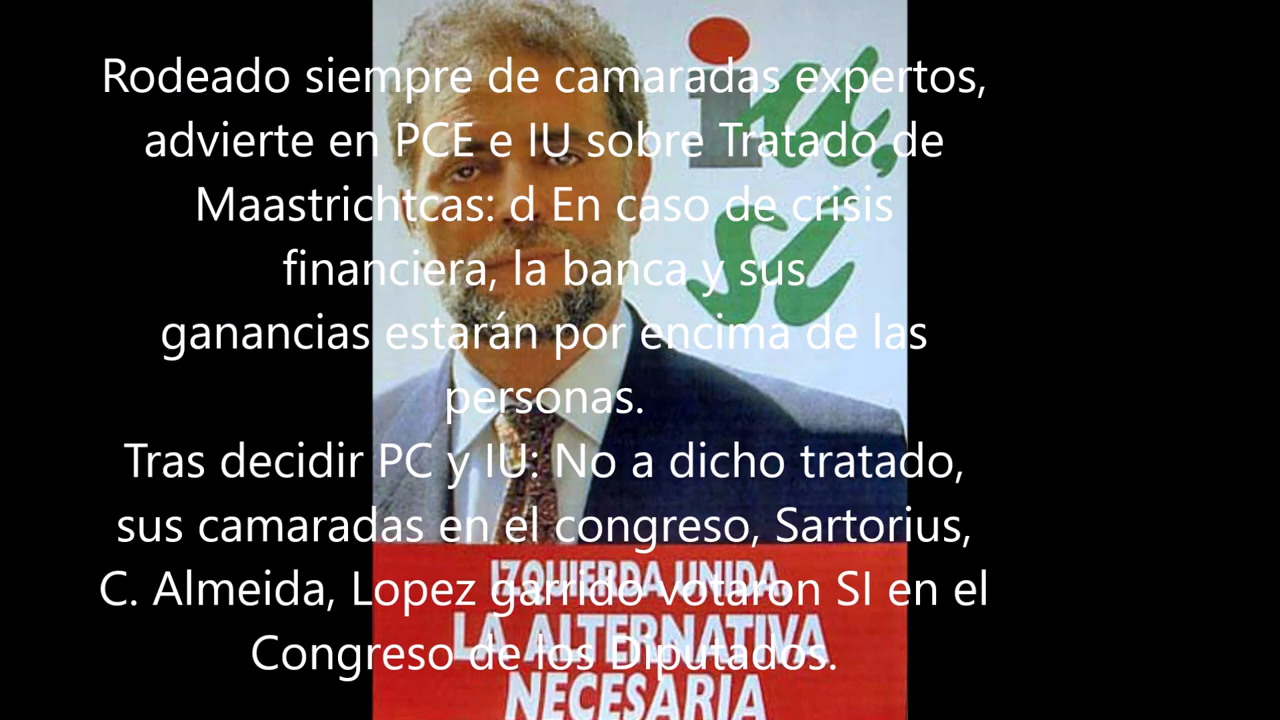 Rodeado siempre de camaradas expertos,
advierte en PCE e IU sobre Tratado de
Maastrichtcas: d En caso de crisis
financiera, la banca y sus
ganancias estarán por encima de las
personas.
Tras decidir PC y IU: No a dicho tratado,
sus camaradas en el congreso, Sartorius,
C. Almeida, Lopez garrido votaron SI en el
Congreso de los Diputados.
iu,
sí
IZQUIERDA UNIDA.
LA ALTERNATIVA
NECESARIA